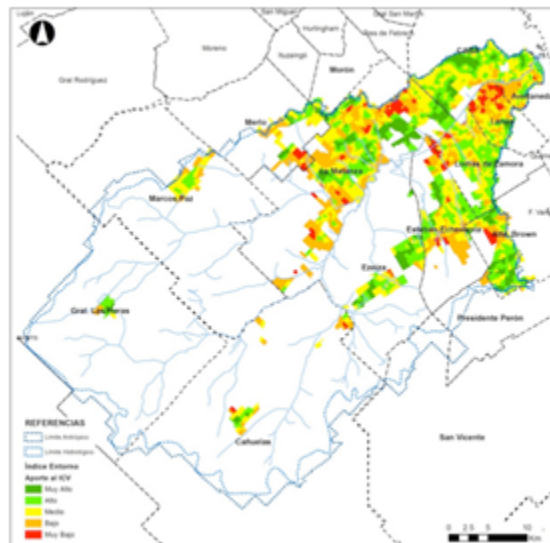 Luján
San Miguel
Gral San Martín
Hurlingham
Tres de Febrero
Moreno
Ituzaingó
CABA
Gral Rodríguez
Morón
Avellaneda
Merlo
Lanús
La Matanza
Lomas de Zamora
Marcos Paz
Esteban Echeverría
Alte. Brown
Ezeiza
Gral. Las Heras
Presidente Perón
San Vicente
Cañuelas
REFERENCIAS
Límite Hidrológico
Índice Entorno
Aporte al ICV
Muy Alto
Alto
Medio
Bajo
Muy Bajo
0 2.5 5 10
Km